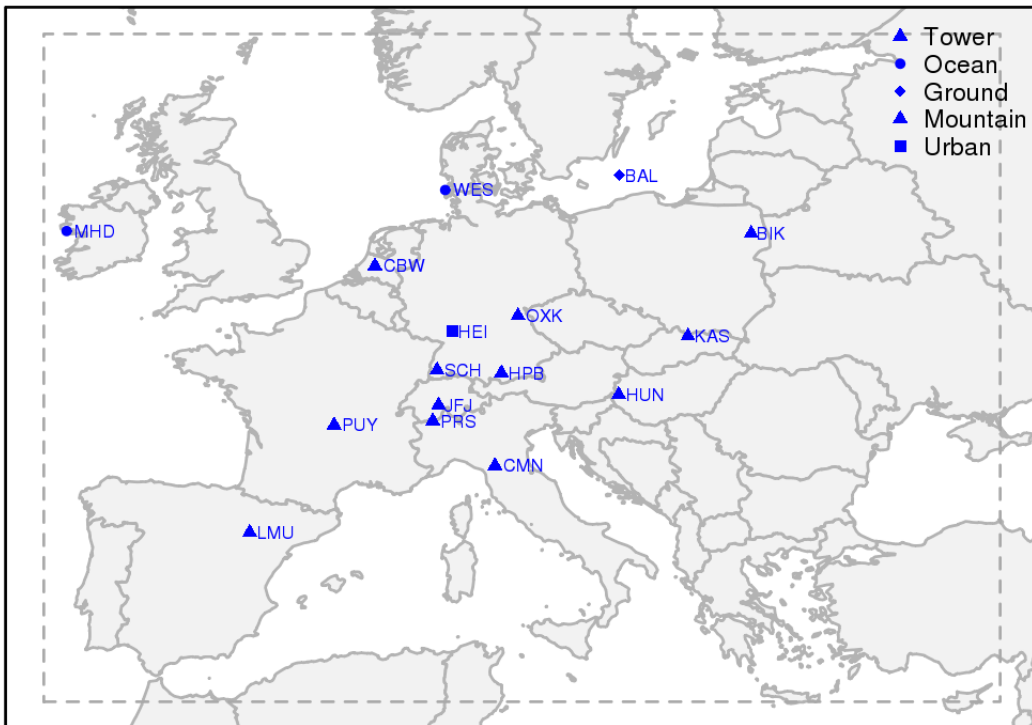 Tower
Ocean
Ground
Mountain
Urban
BAL
WES
MHD
BIK
CBW
OXK
HEI
KAS
SCH
HPB
HUN
JFJ
PRS
PUY
CMN
LMU